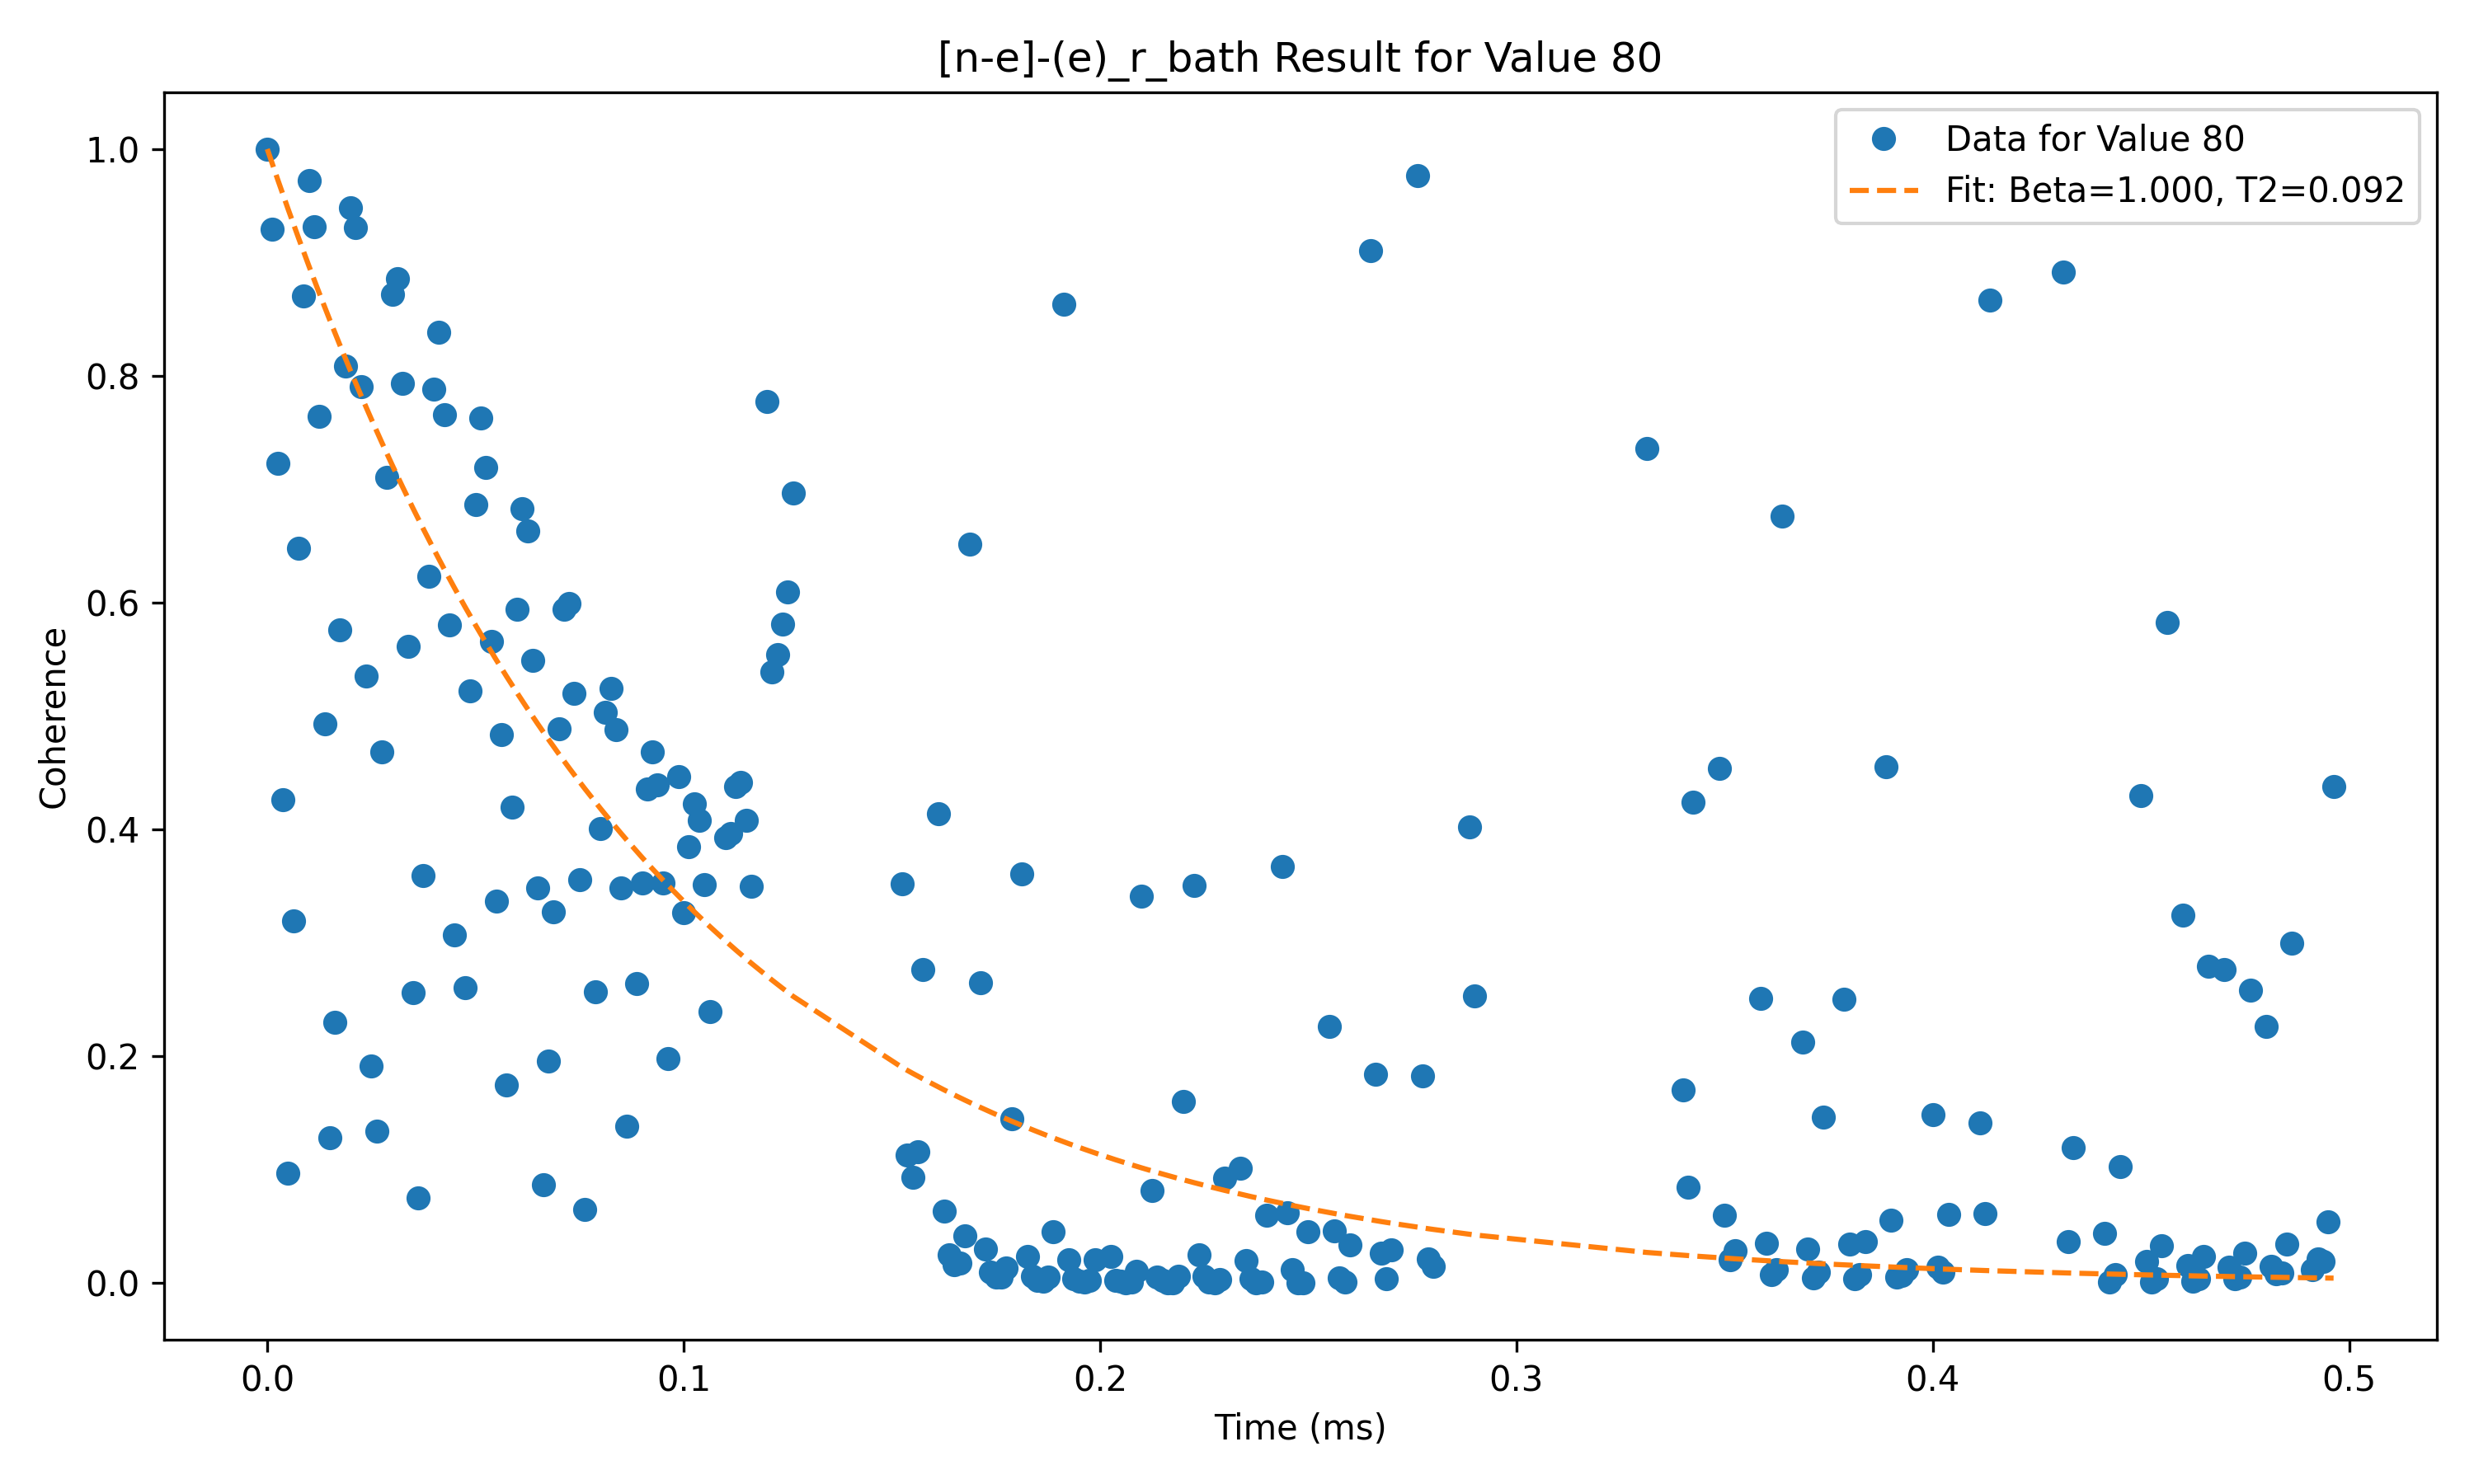 [n-e]-(e)_r_bath Result for Value 80
Data for Value 80
Fit: Beta=1.000, T2=0.092
Coherence
1.0
0.8
0.6
0.4
0.2
0.0
0.0 0.1 0.2 0.3 0.4 0.5
Time (ms)